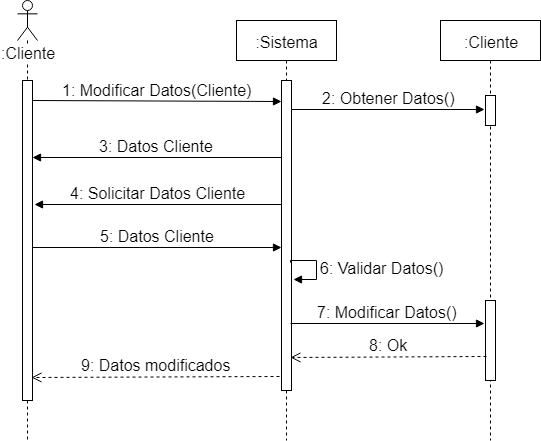 :Cliente
:Sistema
:Cliente
1: Modificar Datos(Cliente)
2: Obtener Datos()
3: Datos Cliente
4: Solicitar Datos Cliente
5: Datos Cliente
6: Validar Datos()
7: Modificar Datos()
8: Ok
9: Datos modificados